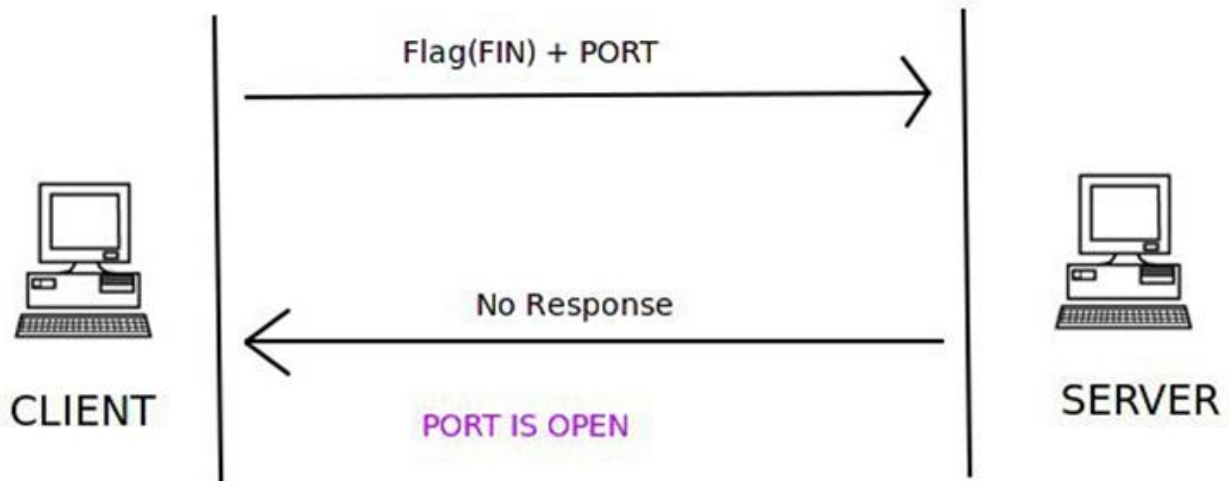 Flag(FIN) + PORT
No Response
CLIENT
SERVER
PORT IS OPEN